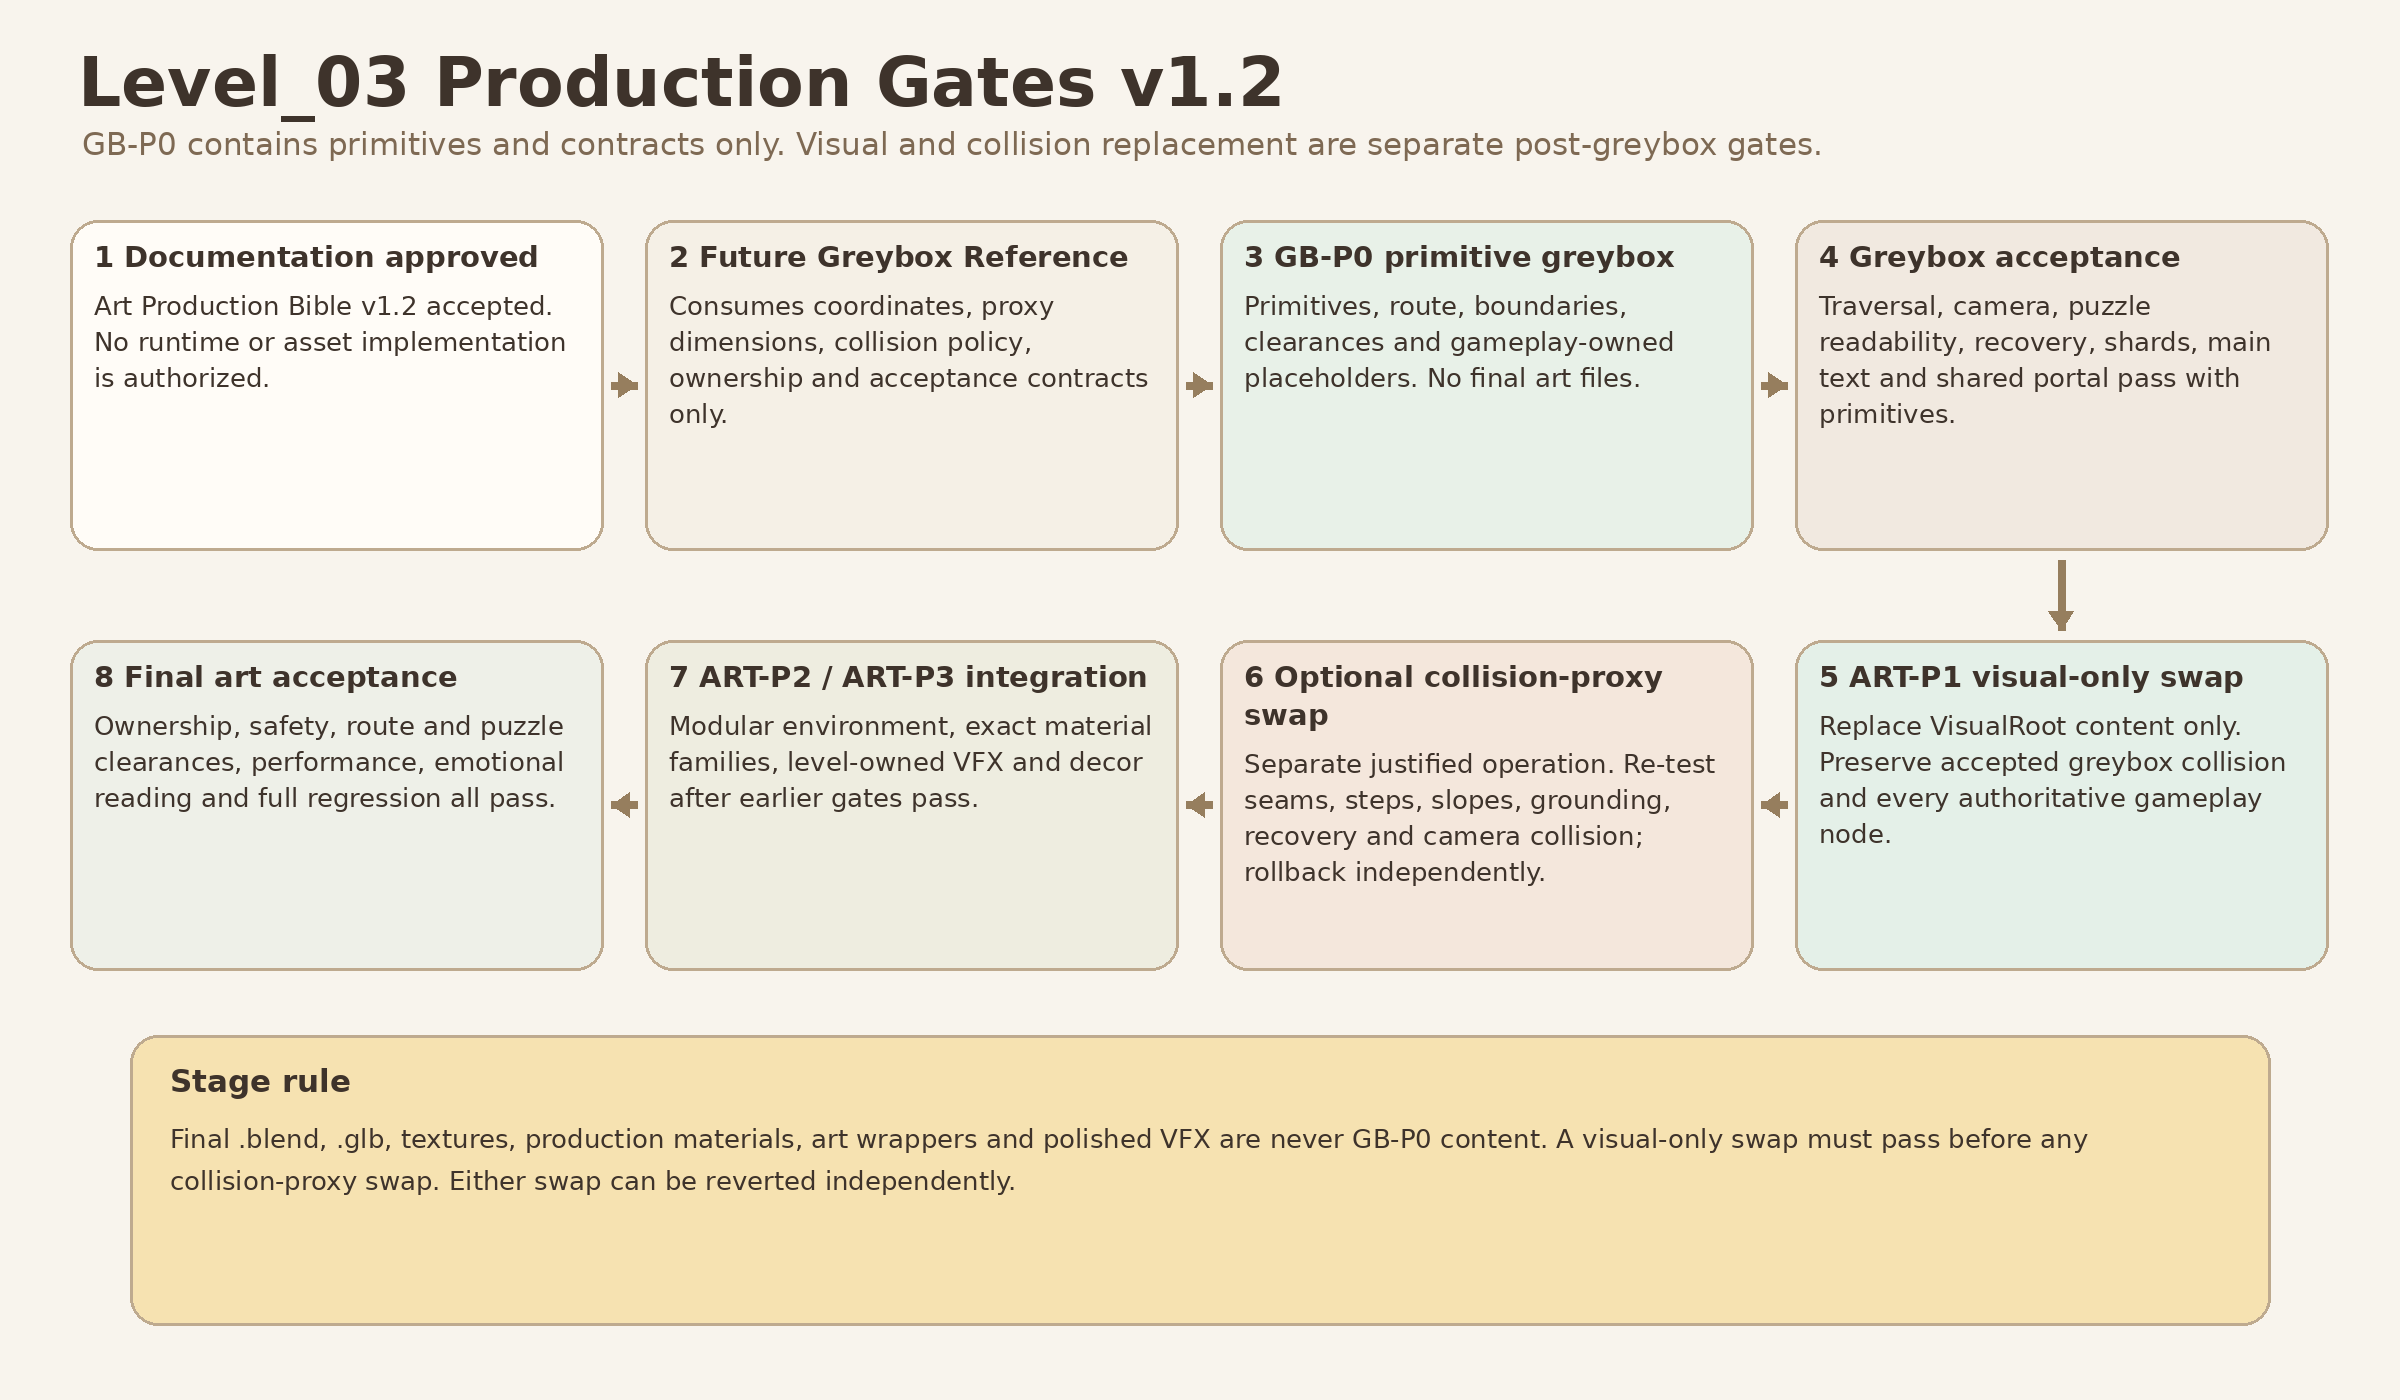 Level_03 Production Gates v1.2
GB-P0 contains primitives and contracts only. Visual and collision replacement are separate post-greybox gates.
1 Documentation approved
Art Production Bible v1.2 accepted.
No runtime or asset implementation
is authorized.
2 Future Greybox Reference
Consumes coordinates, proxy
dimensions, collision policy,
ownership and acceptance contracts
only.
3 GB-P0 primitive greybox
Primitives, route, boundaries,
clearances and gameplay-owned
placeholders. No final art files.
4 Greybox acceptance
Traversal, camera, puzzle
readability, recovery, shards, main
text and shared portal pass with
primitives.
5 ART-P1 visual-only swap
Replace VisualRoot content only.
Preserve accepted greybox collision
and every authoritative gameplay
node.
6 Optional collision-proxy
swap
Separate justified operation. Re-test
seams, steps, slopes, grounding,
recovery and camera collision;
rollback independently.
7 ART-P2 / ART-P3 integration
Modular environment, exact material
families, level-owned VFX and decor
after earlier gates pass.
8 Final art acceptance
Ownership, safety, route and puzzle
clearances, performance, emotional
reading and full regression all pass.
Stage rule
Final .blend, .glb, textures, production materials, art wrappers and polished VFX are never GB-P0 content. A visual-only swap must pass before any
collision-proxy swap. Either swap can be reverted independently.